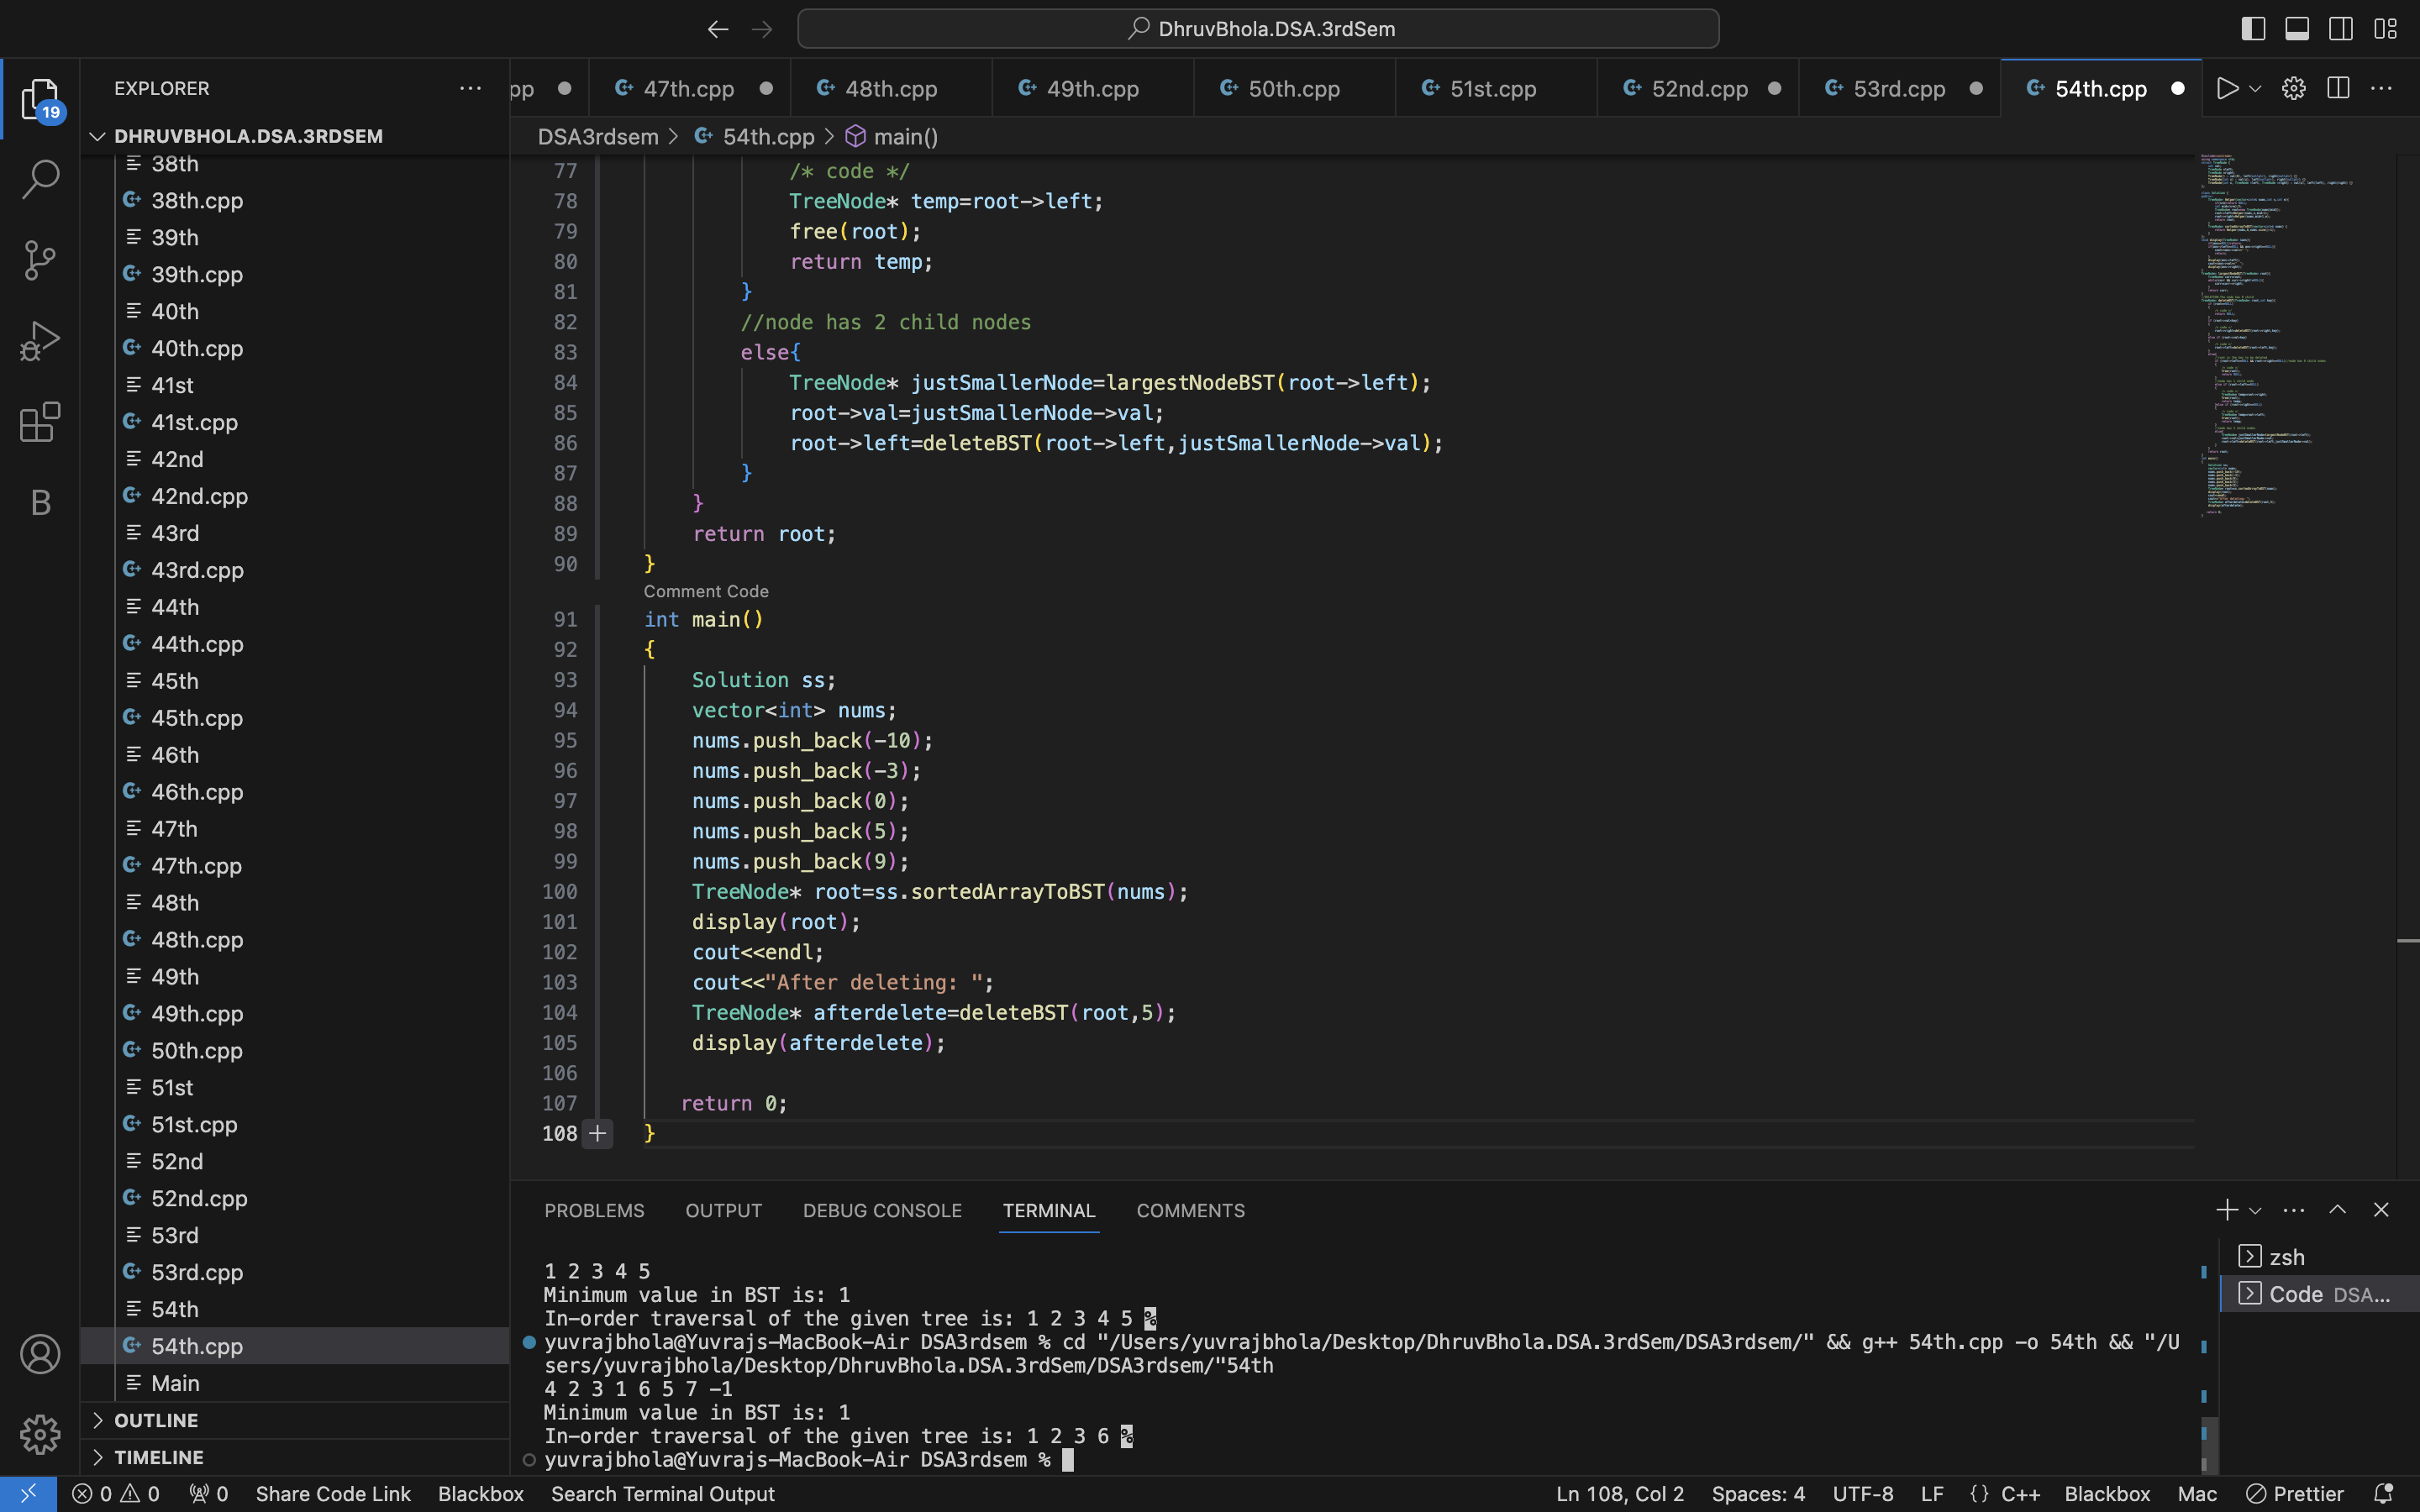 DhruvBhola.DSA.3rdSem
EXPLORER
19
DHRUVBHOLA.DSA.3RDSEM
38th
38th.cpp
39th
39th.cpp
40th
40th.cpp
41st
41st.cpp
42nd
42nd.cpp
43rd
43rd.cpp
44th
44th.cpp
45th
45th.cpp
46th
46th.cpp
47th
47th.cpp
48th
48th.cpp
49th
49th.cpp
50th.cpp
51st
51st.cpp
52nd
52nd.cpp
53rd
53rd.cpp
54th
54th.cpp
Main
OUTLINE
TIMELINE
B
pp 47th.cpp 48th.cpp 49th.cpp 50th.cpp 51st.cpp 52nd.cpp 53rd.cpp 54th.cpp
DSA3rdsem > 54th.cpp > main()
77 /* code */
78 TreeNode* temp=root->left;
79 free(root);
80 return temp;
81 }
82 //node has 2 child nodes
83 else{
84 TreeNode* justSmallerNode=largestNodeBST(root->left);
85 root->val=justSmallerNode->val;
86 root->left=deleteBST(root->left,justSmallerNode->val);
87 }
88 }
89 return root;
90 }
Comment Code
91 int main()
92 {
93 Solution ss;
94 vector<int> nums;
95 nums.push_back(-10);
96 nums.push_back(-3);
97 nums.push_back(0);
98 nums.push_back(5);
99 nums.push_back(9);
100 TreeNode* root=ss.sortedArrayToBST(nums);
101 display(root);
102 cout<<endl;
103 cout<<"After deleting: ";
104 TreeNode* afterdelete=deleteBST(root,5);
105 display(afterdelete);
106
107 return 0;
108 }
PROBLEMS OUTPUT DEBUG CONSOLE TERMINAL COMMENTS
1 2 3 4 5
Minimum value in BST is: 1
In-order traversal of the given tree is: 1 2 3 4 5 %
yuvrajbhola@Yuvrajs-MacBook-Air DSA3rdsem % cd "/Users/yuvrajbhola/Desktop/DhruvBhola.DSA.3rdSem/DSA3rdsem/" && g++ 54th.cpp -o 54th && "/U
sers/yuvrajbhola/Desktop/DhruvBhola.DSA.3rdSem/DSA3rdsem/"54th
4 2 3 1 6 5 7 -1
Minimum value in BST is: 1
In-order traversal of the given tree is: 1 2 3 6 %
yuvrajbhola@Yuvrajs-MacBook-Air DSA3rdsem %
zsh
Code DSA...
0 0 0 Share Code Link Blackbox Search Terminal Output Ln 108, Col 2 Spaces: 4 UTF-8 LF {} C++ Blackbox Mac Prettier